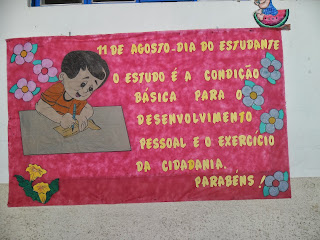 11 DE AGOSTO-DIA DO ESTUDANTE
O ESTUDO É A CONDIÇÃO
BÁSICA PARA O
DESENVOLVIMENTO
PESSOAL E O EXERCÍCIO
DA CIDADANIA.
PARABÉNS!